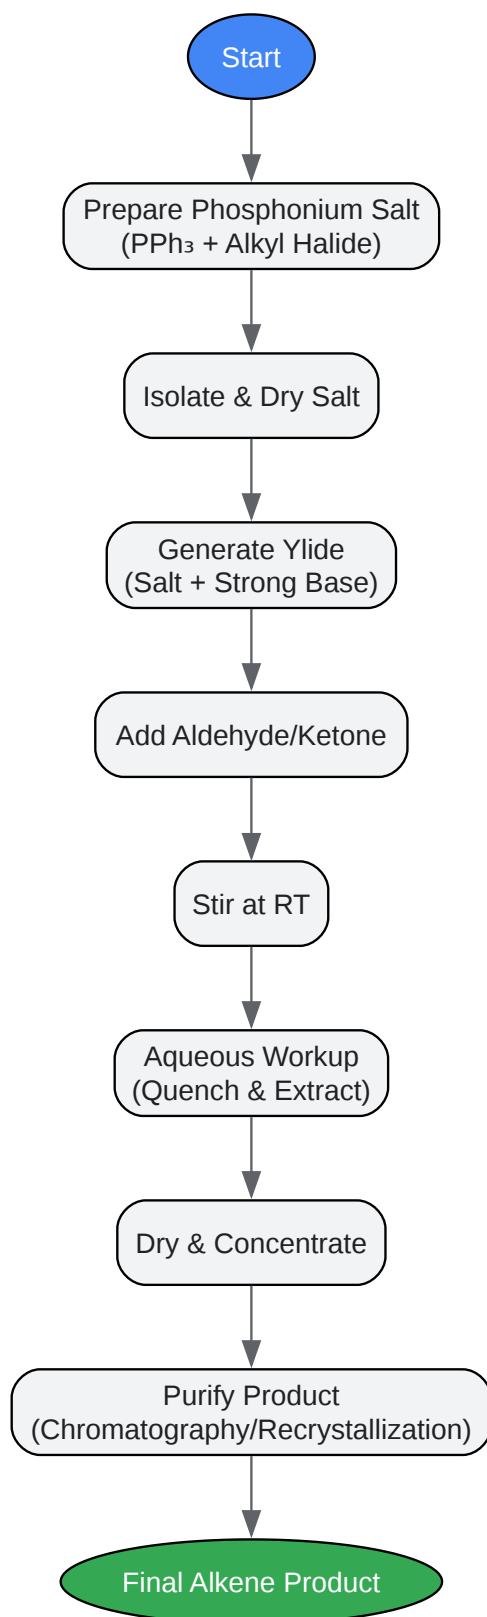 Start
Prepare Phosphonium Salt
(PPh₃ + Alkyl Halide)
Isolate & Dry Salt
Generate Ylide
(Salt + Strong Base)
Add Aldehyde/Ketone
Stir at RT
Aqueous Workup
(Quench & Extract)
Dry & Concentrate
Purify Product
(Chromatography/Recrystallization)
Final Alkene Product